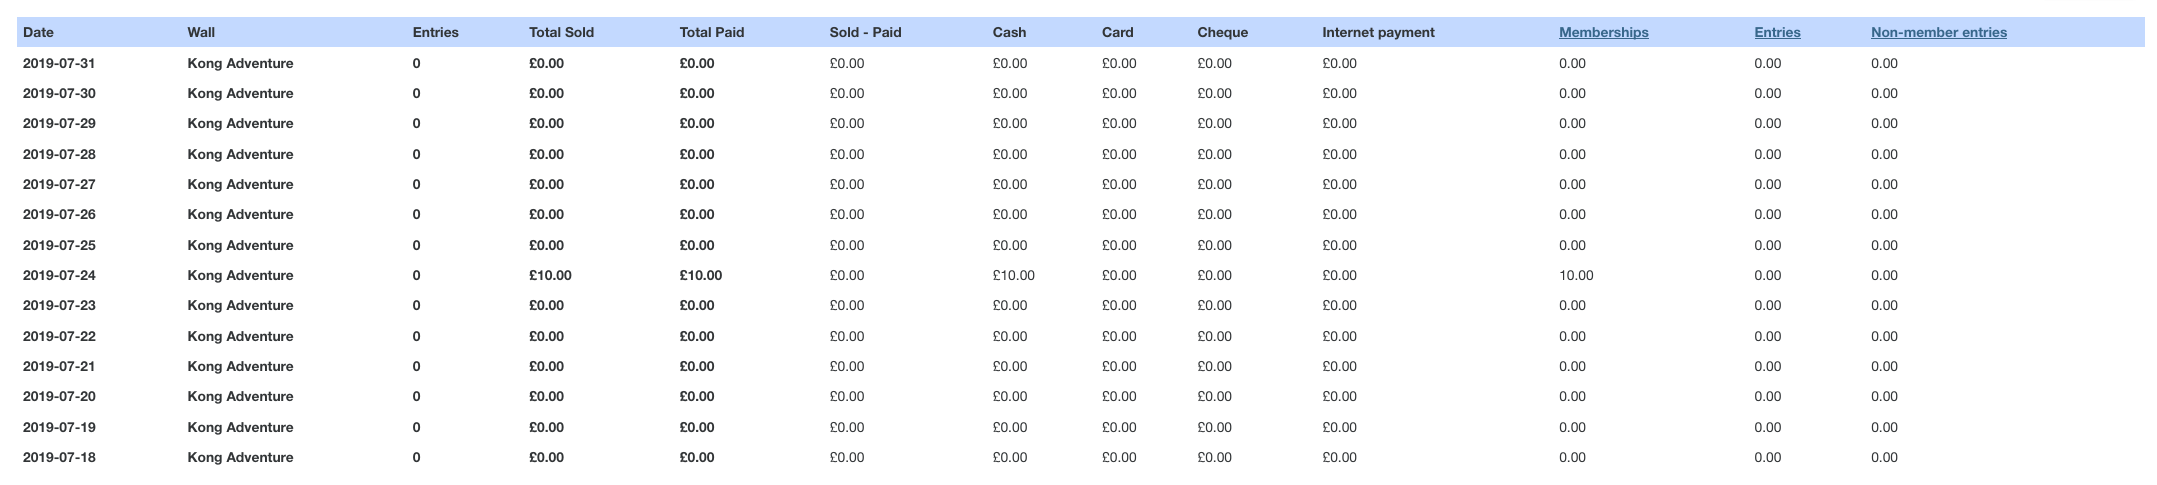 Date Wall Entries Total Sold Total Paid Sold - Paid Cash Card Cheque Internet payment Memberships Entries Non-member entries
2019-07-31 Kong Adventure 0 £0.00 £0.00 £0.00 £0.00 £0.00 £0.00 £0.00 0.00 0.00 0.00
2019-07-30 Kong Adventure 0 £0.00 £0.00 £0.00 £0.00 £0.00 £0.00 £0.00 0.00 0.00 0.00
2019-07-29 Kong Adventure 0 £0.00 £0.00 £0.00 £0.00 £0.00 £0.00 £0.00 0.00 0.00 0.00
2019-07-28 Kong Adventure 0 £0.00 £0.00 £0.00 £0.00 £0.00 £0.00 £0.00 0.00 0.00 0.00
2019-07-27 Kong Adventure 0 £0.00 £0.00 £0.00 £0.00 £0.00 £0.00 £0.00 0.00 0.00 0.00
2019-07-26 Kong Adventure 0 £0.00 £0.00 £0.00 £0.00 £0.00 £0.00 £0.00 0.00 0.00 0.00
2019-07-25 Kong Adventure 0 £0.00 £0.00 £0.00 £0.00 £0.00 £0.00 £0.00 0.00 0.00 0.00
2019-07-24 Kong Adventure 0 £10.00 £10.00 £0.00 £10.00 £0.00 £0.00 £0.00 10.00 0.00 0.00
2019-07-23 Kong Adventure 0 £0.00 £0.00 £0.00 £0.00 £0.00 £0.00 £0.00 0.00 0.00 0.00
2019-07-22 Kong Adventure 0 £0.00 £0.00 £0.00 £0.00 £0.00 £0.00 £0.00 0.00 0.00 0.00
2019-07-21 Kong Adventure 0 £0.00 £0.00 £0.00 £0.00 £0.00 £0.00 £0.00 0.00 0.00 0.00
2019-07-20 Kong Adventure 0 £0.00 £0.00 £0.00 £0.00 £0.00 £0.00 £0.00 0.00 0.00 0.00
2019-07-19 Kong Adventure 0 £0.00 £0.00 £0.00 £0.00 £0.00 £0.00 £0.00 0.00 0.00 0.00
2019-07-18 Kong Adventure 0 £0.00 £0.00 £0.00 £0.00 £0.00 £0.00 £0.00 0.00 0.00 0.00